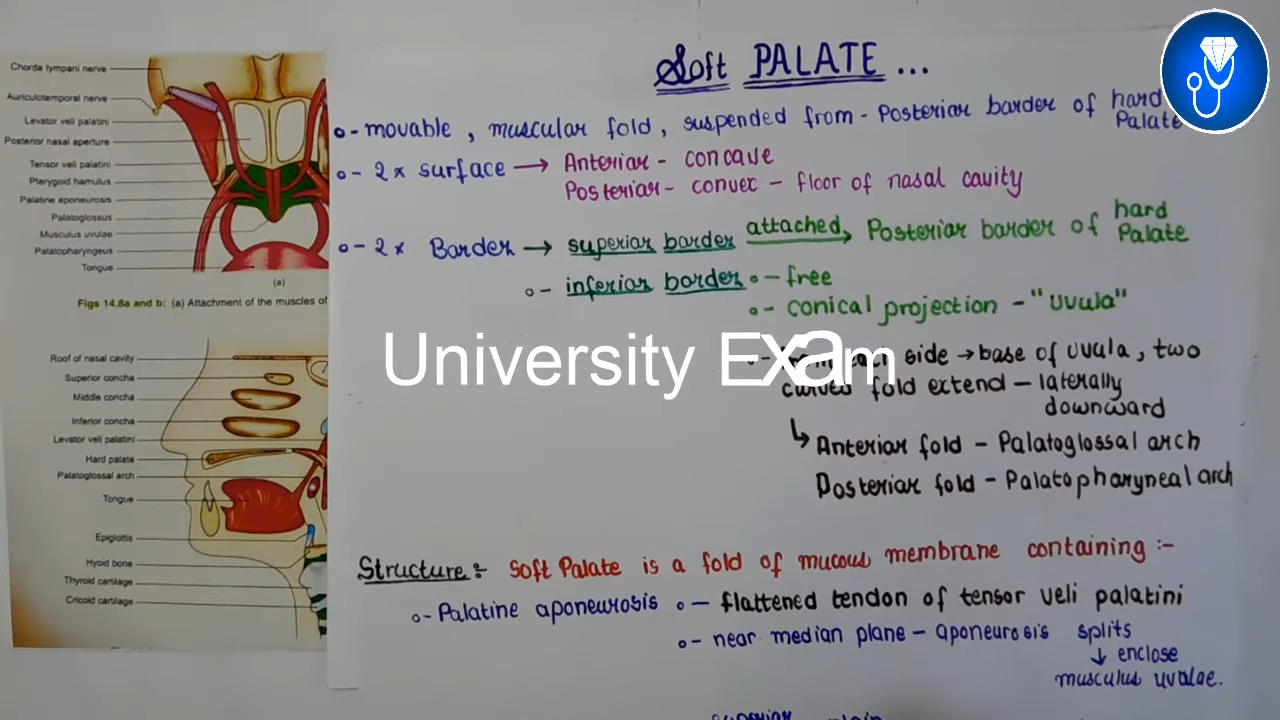 Soft PALATE ...
Chorda tympani nerve
Auriculotemporal nerve
Levator veli palatini
Posterior nasal aperture
Tensor veli palatini
Pterygoid hamulus
Palatine aponeurosis
Palatoglossus
Musculus uvulae
Palatopharyngeus
Tongue
(a)
Figs 14.8a and b: (a) Attachment of the muscles of
Roof of nasal cavity
Superior concha
Middle concha
Inferior concha
Levator veli palatini
Hard palate
Palatoglossal arch
Tongue
Epiglottis
Hyoid bone
Thyroid cartilage
Cricoid cartilage
o- movable, muscular fold, suspended from - Posterior border of hard Palate
o- 2x surface → Anterior - concave
Posterior - convec - floor of nasal cavity
o- 2x Border → superior border attached → Posterior border of hard Palate
o- inferior border o- free
o- conical projection - "uvula"
University Exam
side → base of uvula, two
curved fold extend - laterally
downward
↳ Anterior fold - Palatoglossal arch
Posterior fold - Palatopharyneal arch
Structure :- Soft Palate is a fold of mucous membrane containing :-
o- Palatine aponeurosis o- flattened tendon of tensor veli palatini
o- near median plane - aponeurosis splits
↓ enclose
musculus uvalae.